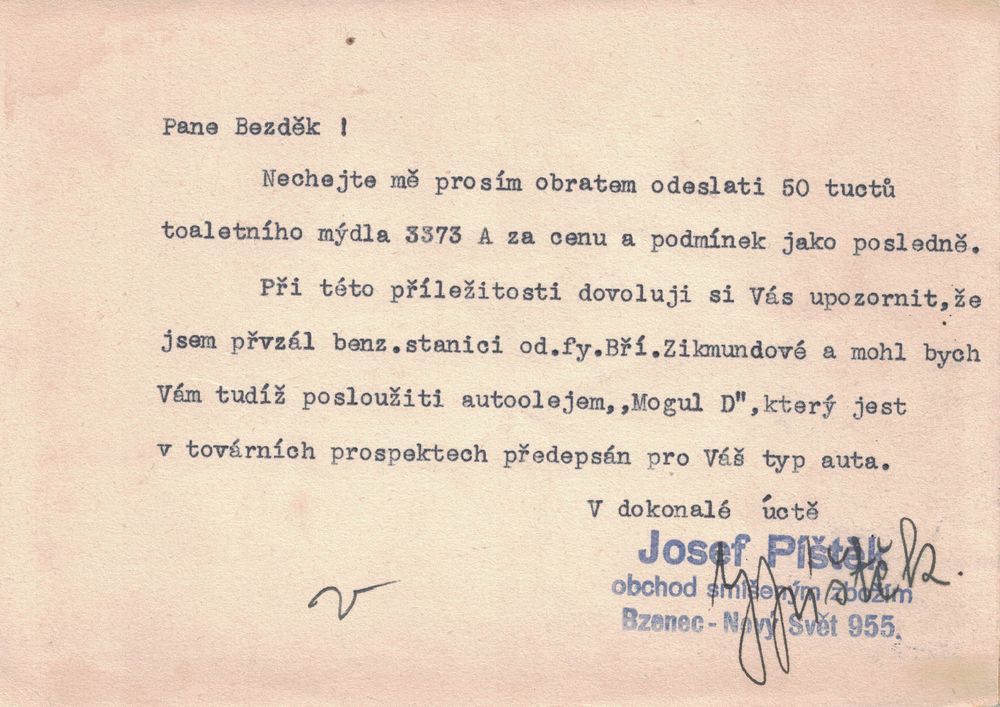 Pane Bezděk !
Nechejte mě prosím obratem odeslati 50 tuctů
toaletního mýdla 3373 A za cenu a podmínek jako posledně.
Při této příležitosti dovoluji si Vás upozornit,že
jsem přvzál benz.stanici od.fy.Bří.Zikmundové a mohl bych
Vám tudíž posloužiti autoolejem,,Mogul D",který jest
v továrních prospektech předepsán pro Váš typ auta.
V dokonalé úctě
Josef Píštěk
obchod smíšeným zbožím
Bzenec - Nový Svět 955.